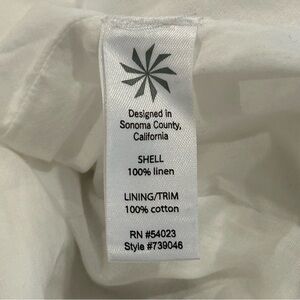 Designed in
Sonoma County,
California
SHELL
100% linen
LINING/TRIM
100% cotton
RN #54023
Style #739046